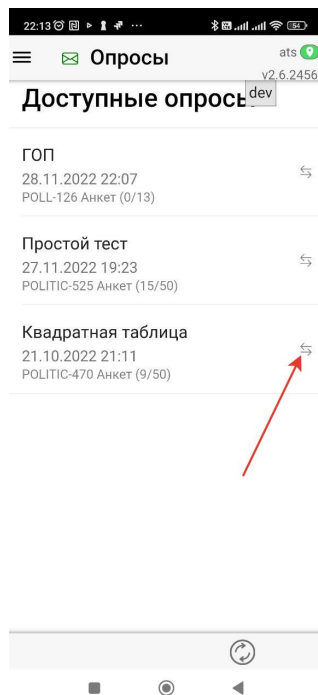 22:13
54
Опросы
ats
v2.6.2456
dev
Доступные опросы
ГОП
28.11.2022 22:07
POLL-126 Анкет (0/13)
Простой тест
27.11.2022 19:23
POLITIC-525 Анкет (15/50)
Квадратная таблица
21.10.2022 21:11
POLITIC-470 Анкет (9/50)